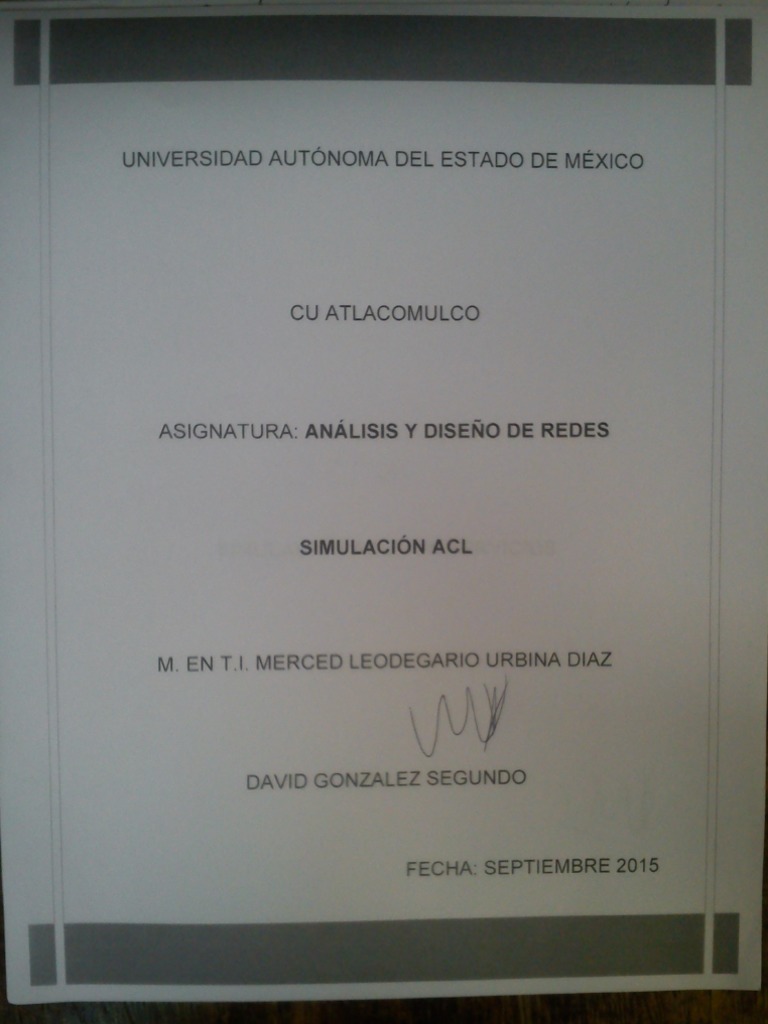 UNIVERSIDAD AUTÓNOMA DEL ESTADO DE MÉXICO
CU ATLACOMULCO
ASIGNATURA: ANÁLISIS Y DISEÑO DE REDES
SIMULACIÓN ACL
M. EN T.I. MERCED LEODEGARIO URBINA DIAZ
DAVID GONZALEZ SEGUNDO
FECHA: SEPTIEMBRE 2015